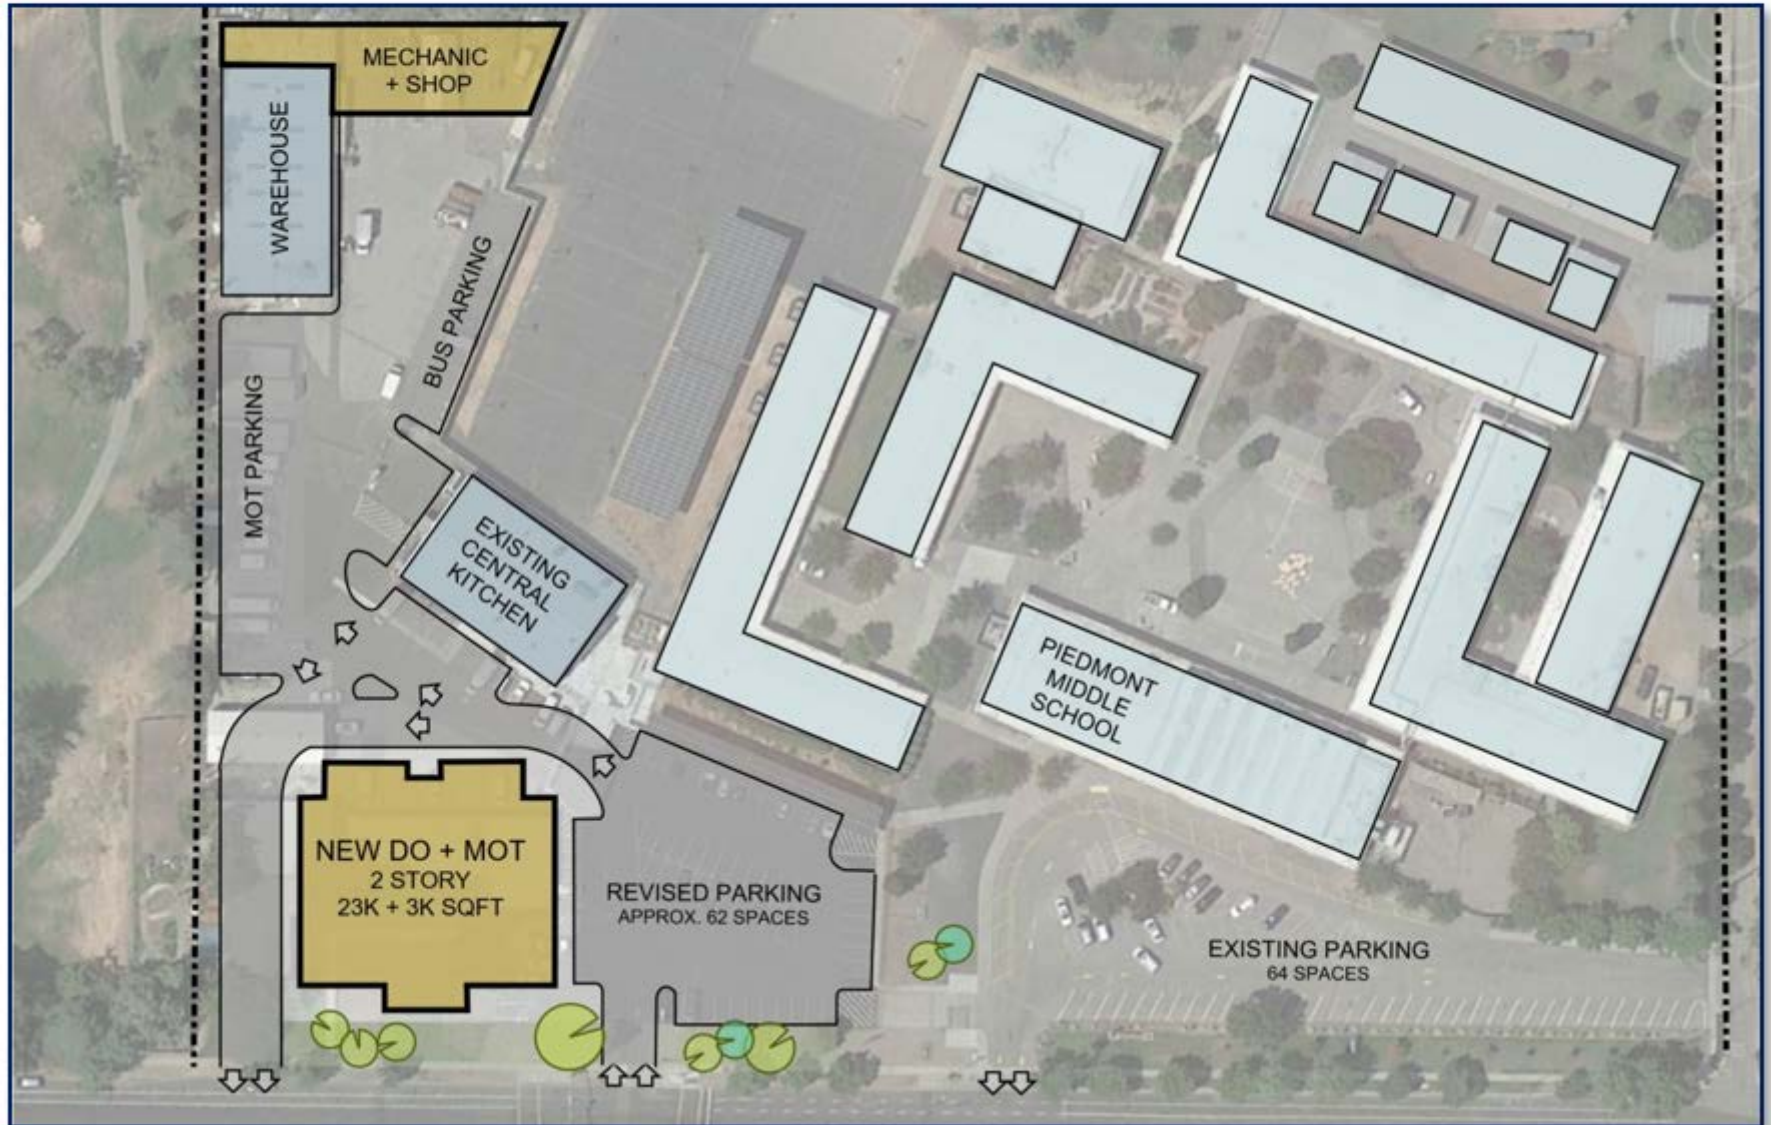 MECHANIC
+ SHOP
WAREHOUSE
BUS PARKING
MOT PARKING
EXISTING
CENTRAL
KITCHEN
PIEDMONT
MIDDLE
SCHOOL
NEW DO + MOT
2 STORY
23K + 3K SQFT
REVISED PARKING
APPROX. 62 SPACES
EXISTING PARKING
64 SPACES